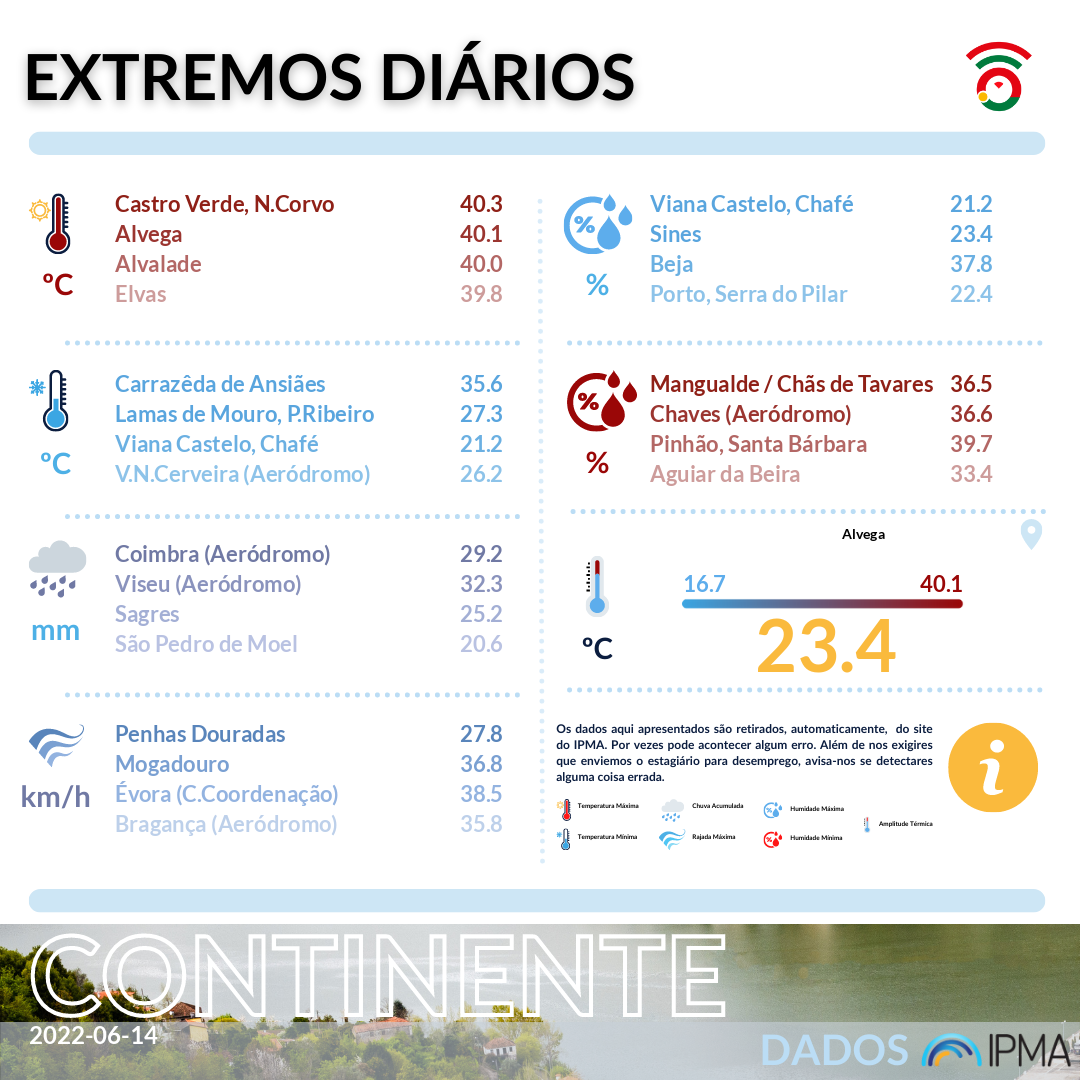 EXTREMOS DIÁRIOS
Castro Verde, N.Corvo 40.3
Alvega 40.1
Alvalade 40.0
Elvas 39.8
ºC
Carrazêda de Ansiães 35.6
Lamas de Mouro, P.Ribeiro 27.3
Viana Castelo, Chafé 21.2
V.N.Cerveira (Aeródromo) 26.2
ºC
Coimbra (Aeródromo) 29.2
Viseu (Aeródromo) 32.3
Sagres 25.2
São Pedro de Moel 20.6
mm
Penhas Douradas 27.8
Mogadouro 36.8
Évora (C.Coordenação) 38.5
Bragança (Aeródromo) 35.8
km/h
%
Viana Castelo, Chafé 21.2
Sines 23.4
Beja 37.8
Porto, Serra do Pilar 22.4
%
%
Mangualde / Chãs de Tavares 36.5
Chaves (Aeródromo) 36.6
Pinhão, Santa Bárbara 39.7
Aguiar da Beira 33.4
%
Alvega
16.7 40.1
23.4
ºC
Os dados aqui apresentados são retirados, automaticamente, do site
do IPMA. Por vezes pode acontecer algum erro. Além de nos exigires
que enviemos o estagiário para desemprego, avisa-nos se detectares
alguma coisa errada.
i
Temperatura Máxima Chuva Acumulada Humidade Máxima
Amplitude Térmica
Temperatura Mínima Rajada Máxima Humidade Mínima
CONTINENTE
2022-06-14
DADOS IPMA